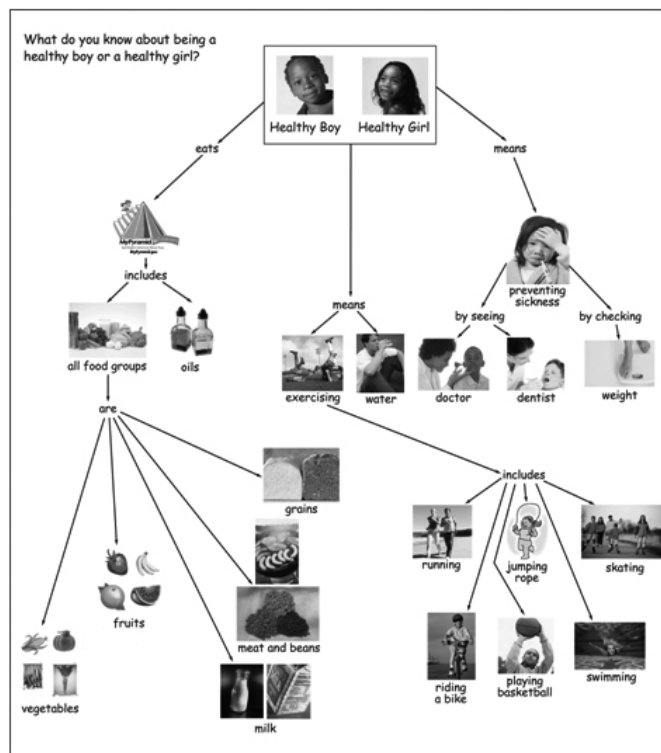 What do you know about being a
healthy boy or a healthy girl?
Healthy Boy
Healthy Girl
eats
means
MyPyramid.gov
includes
means
preventing
sickness
by seeing
by checking
all food groups
oils
exercising
water
doctor
dentist
weight
are
includes
grains
running
jumping
rope
skating
fruits
meat and beans
vegetables
milk
riding
a bike
playing
basketball
swimming